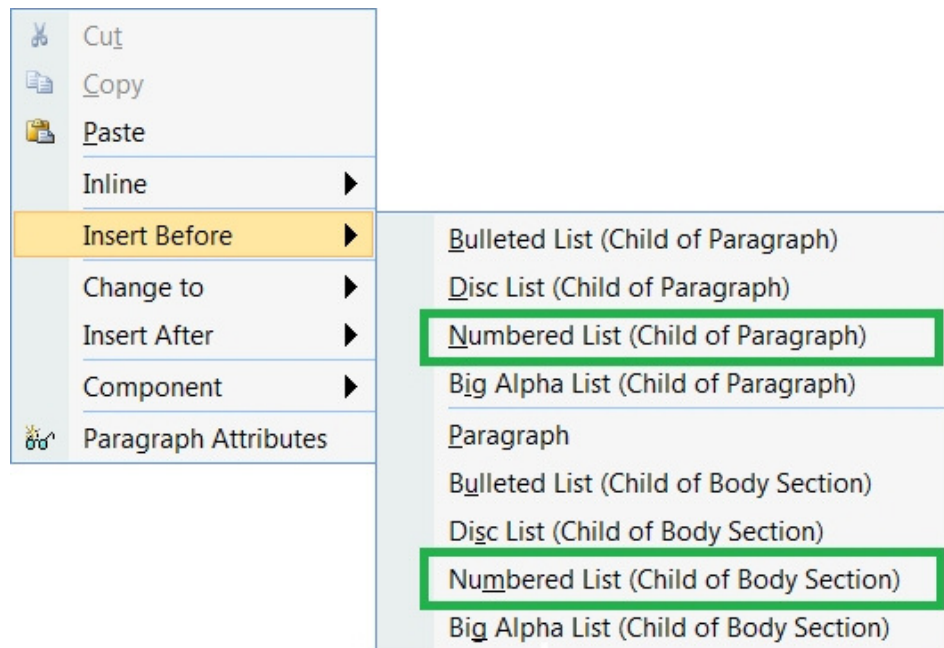 Cut
Copy
Paste
Inline
Insert Before
Change to
Insert After
Component
Paragraph Attributes
Bulleted List (Child of Paragraph)
Disc List (Child of Paragraph)
Numbered List (Child of Paragraph)
Big Alpha List (Child of Paragraph)
Paragraph
Bulleted List (Child of Body Section)
Disc List (Child of Body Section)
Numbered List (Child of Body Section)
Big Alpha List (Child of Body Section)